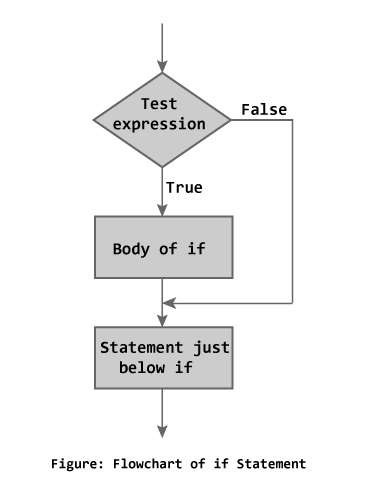 Test
expression
False
True
Body of if
Statement just
below if
Figure: Flowchart of if Statement